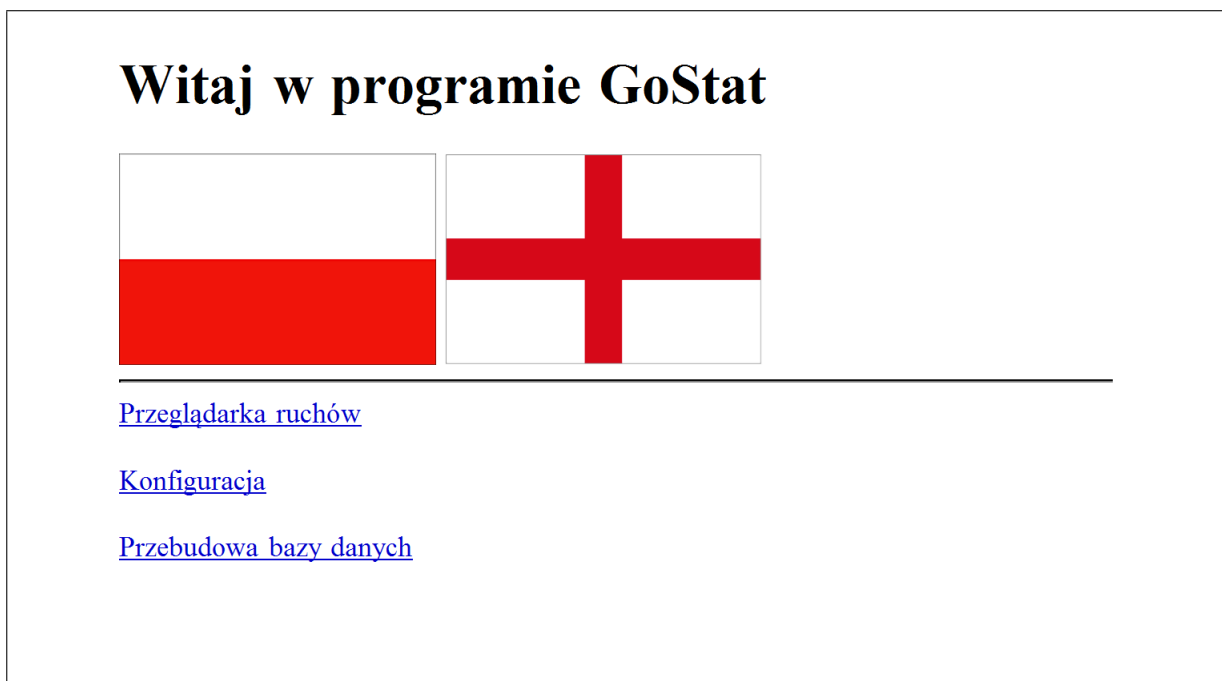 Witaj w programie GoStat
Przeglądarka ruchów
Konfiguracja
Przebudowa bazy danych